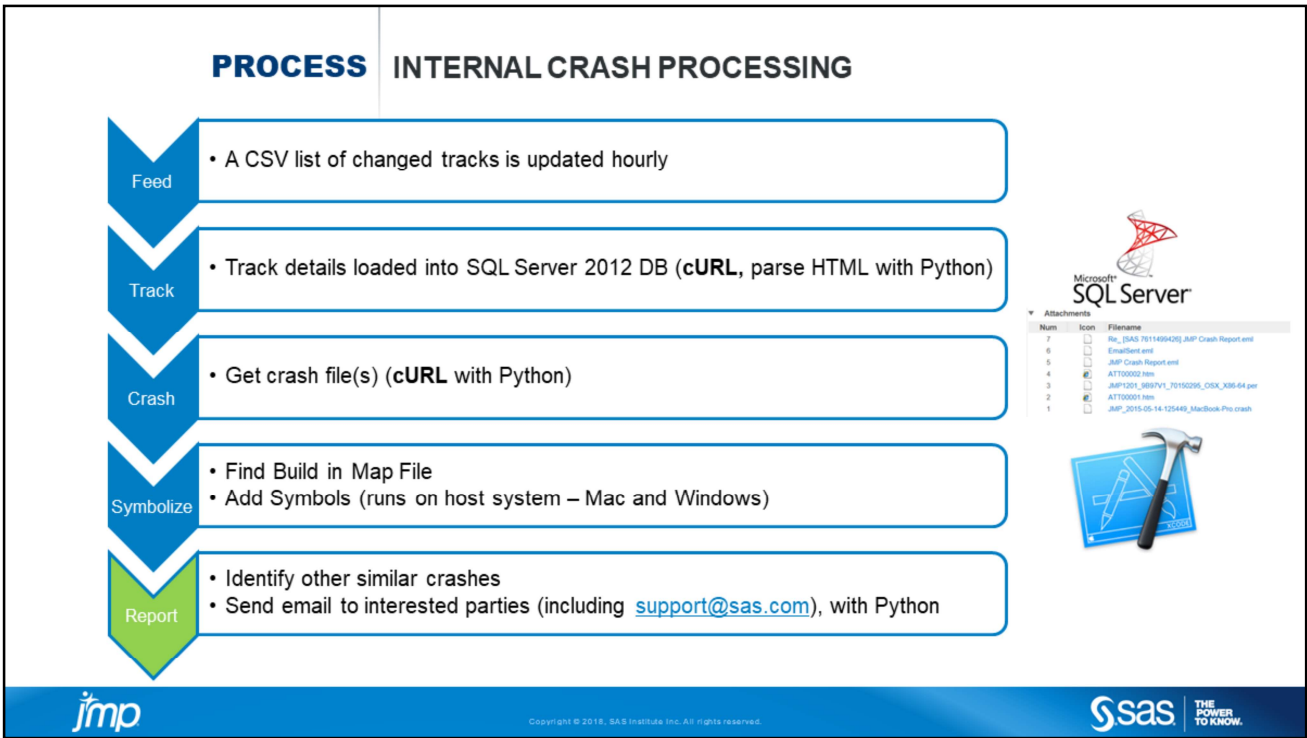 PROCESS INTERNAL CRASH PROCESSING
Feed
• A CSV list of changed tracks is updated hourly
Track
• Track details loaded into SQL Server 2012 DB (cURL, parse HTML with Python)
Crash
• Get crash file(s) (cURL with Python)
Symbolize
• Find Build in Map File
• Add Symbols (runs on host system – Mac and Windows)
Report
• Identify other similar crashes
• Send email to interested parties (including support@sas.com), with Python
Microsoft®
SQL Server®
Attachments
Num Icon Filename
7 Re_ [SAS 7611499426] JMP Crash Report.eml
6 EmailSent.eml
5 JMP Crash Report.eml
4 ATT00002.htm
3 JMP1201_9B97V1_70150295_OSX_X86-64.per
2 ATT00001.htm
1 JMP_2015-05-14-125449_MacBook-Pro.crash
XCODE
jmp
Copyright © 2018, SAS Institute Inc. All rights reserved.
sas
THE
POWER
TO KNOW.